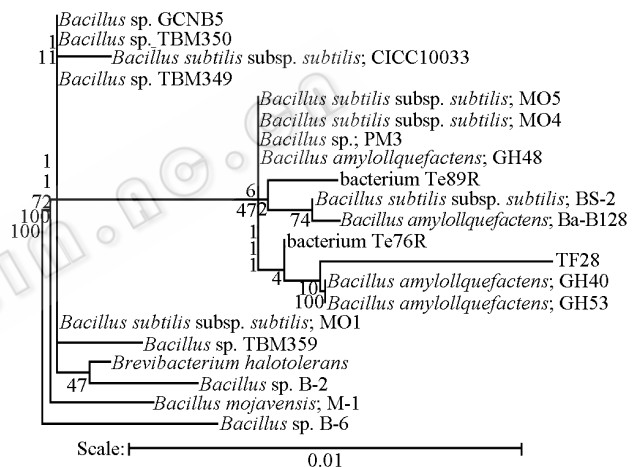 Bacillus sp. GCNB5
1
Bacillus sp. TBM350
11
Bacillus subtilis subsp. subtilis; CICC10033
Bacillus sp. TBM349
Bacillus subtilis subsp. subtilis; MO5
Bacillus subtilis subsp. subtilis; MO4
Bacillus sp.; PM3
1
Bacillus amylollquefactens; GH48
1
6
bacterium Te89R
72
472
Bacillus subtilis subsp. subtilis; BS-2
100
74
Bacillus amylollquefactens; Ba-B128
100
1
1
1
bacterium Te76R
4
TF28
10
Bacillus amylollquefactens; GH40
100
Bacillus amylollquefactens; GH53
Bacillus subtilis subsp. subtilis; MO1
Bacillus sp. TBM359
Brevibacterium halotolerans
47
Bacillus sp. B-2
Bacillus mojavensis; M-1
Bacillus sp. B-6
Scale:
0.01